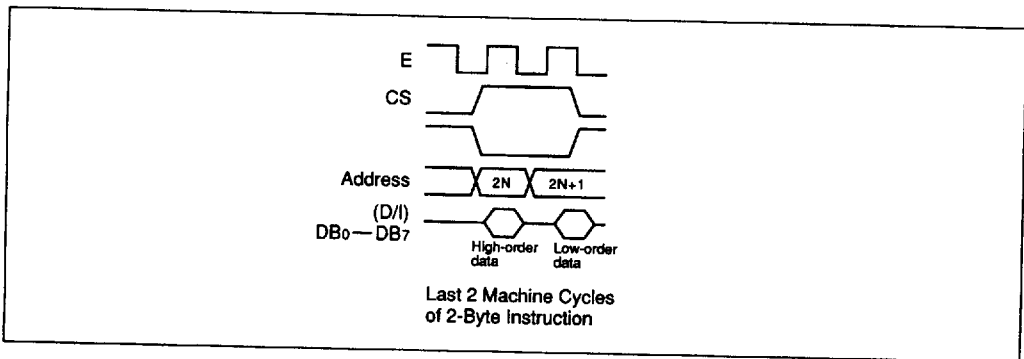 E
CS
Address
2N
2N+1
(D/I)
DB0—DB7
High-order
data
Low-order
data
Last 2 Machine Cycles
of 2-Byte Instruction